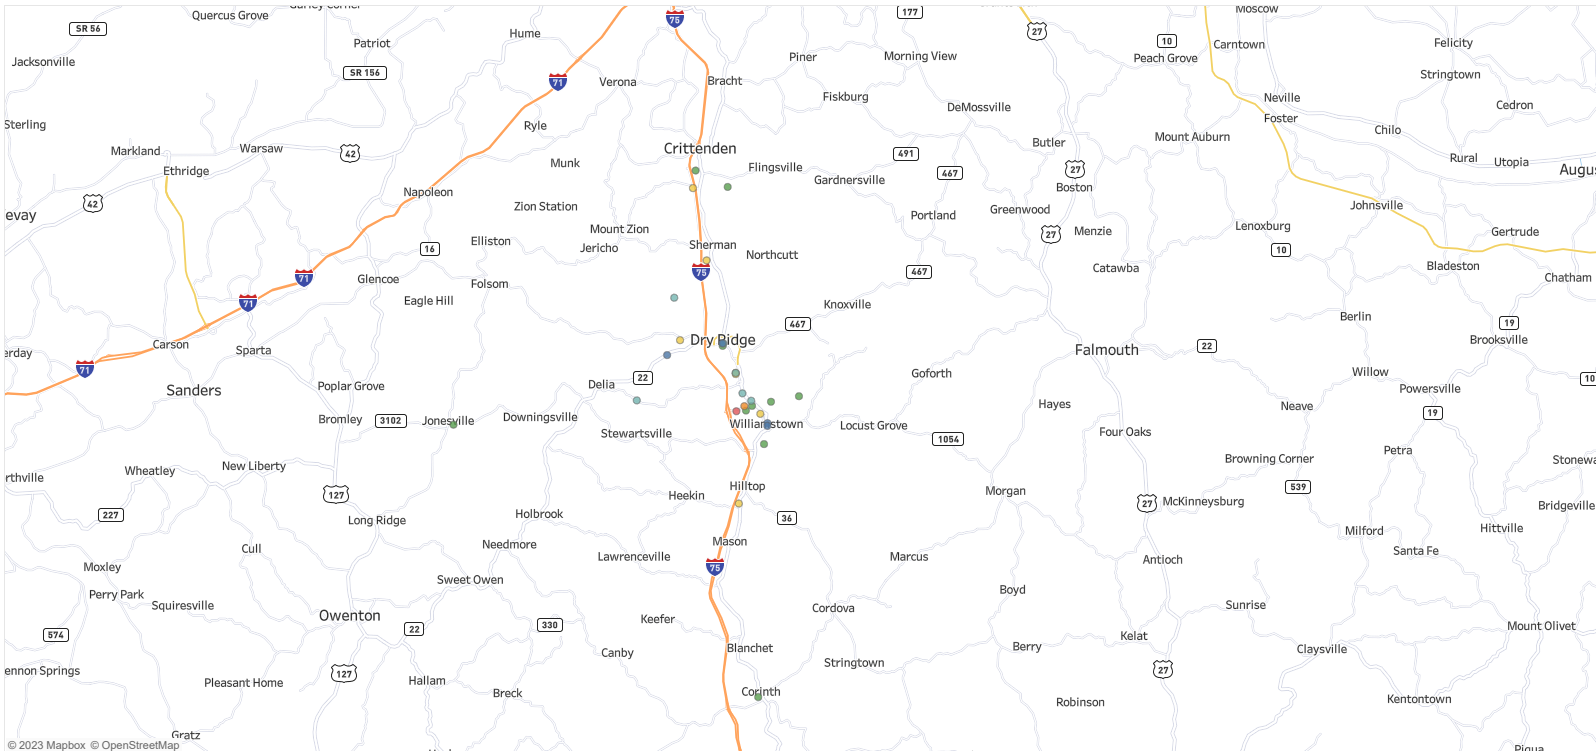 Quercus Grove
SR 56
Patriot
Jacksonville
SR 156
Hume
71
75
177
Moscow
27
10
Carntown
Felicity
Piner
Morning View
Peach Grove
Stringtown
Verona
Bracht
Fiskburg
DeMossville
Neville
Cedron
Sterling
Ryle
Foster
Chilo
Markland
Warsaw
42
Crittenden
Butler
Mount Auburn
Rural
Utopia
Ethridge
Munk
Flingsville
491
467
27
Augus
Gardnersville
Boston
Napoleon
42
evay
Zion Station
Portland
Greenwood
Johnsville
Mount Zion
Menzie
27
Lenoxburg
Gertrude
Elliston
Jericho
Sherman
Northcutt
16
10
Catawba
Bladeston
Chatham
71
Glencoe
Folsom
75
467
71
Eagle Hill
Knoxville
Berlin
467
19
Carson
Sparta
Dry Ridge
Falmouth
22
Brooksville
erday
71
Sanders
Poplar Grove
Delia
22
Goforth
Willow
Powersville
10
Hayes
Neave
19
Bromley
3102
Jonesville
Downingsville
Williamstown
Locust Grove
Stewartsville
1054
Four Oaks
Petra
Browning Corner
Stonewa
rthville
Wheatley
New Liberty
127
Hilltop
Heekin
Morgan
539
27
McKinneysburg
Bridgeville
227
Long Ridge
Holbrook
36
Milford
Hittville
Cull
Needmore
Mason
Lawrenceville
Marcus
Antioch
Santa Fe
Moxley
75
Sweet Owen
Boyd
Perry Park
Squiresville
Owenton
Cordova
Sunrise
574
22
330
Keefer
Kelat
Mount Olivet
Blanchet
Berry
Claysville
ennon Springs
127
Canby
Stringtown
27
Pleasant Home
Hallam
Breck
Corinth
Robinson
Kentontown
Gratz
© 2023 Mapbox © OpenStreetMap